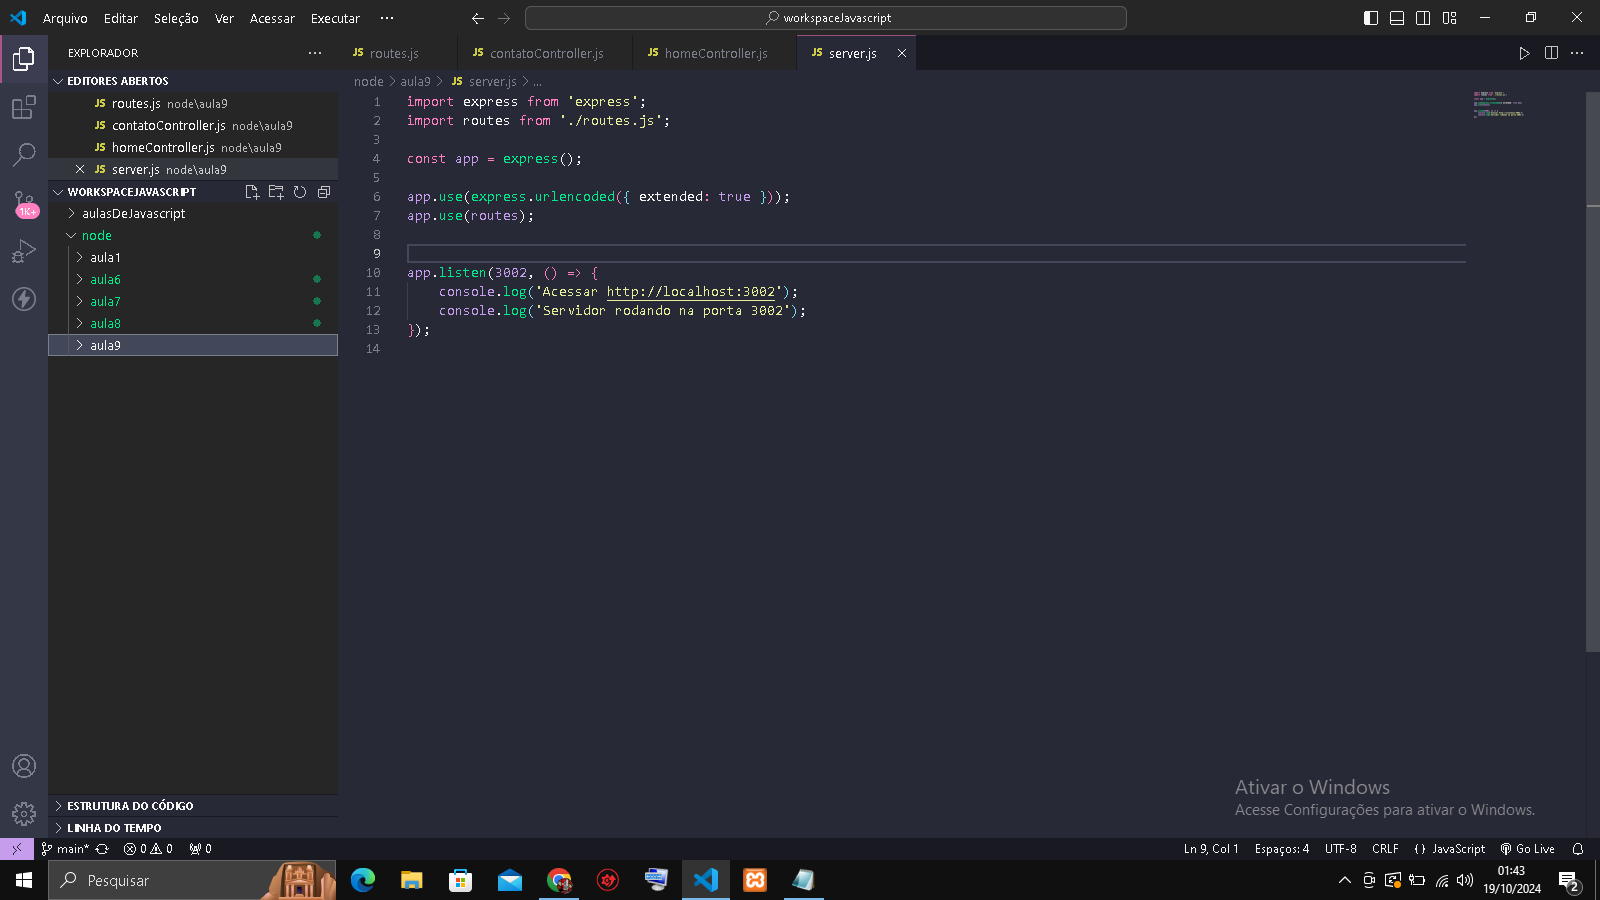 Arquivo Editar Seleção Ver Acessar Executar ··· workspaceJavascript
EXPLORADOR ···
JS routes.js JS contatoController.js JS homeController.js JS server.js
EDITORES ABERTOS
JS routes.js node\aula9
JS contatoController.js node\aula9
JS homeController.js node\aula9
JS server.js node\aula9
WORKSPACEJAVASCRIPT
aulasDeJavascript
node
aula1
aula6
aula7
aula8
aula9
1K+
ESTRUTURA DO CÓDIGO
LINHA DO TEMPO
node > aula9 > JS server.js > ...
1 import express from 'express';
2 import routes from './routes.js';
3
4 const app = express();
5
6 app.use(express.urlencoded({ extended: true }));
7 app.use(routes);
8
9
10 app.listen(3002, () => {
11 console.log('Acessar http://localhost:3002');
12 console.log('Servidor rodando na porta 3002');
13 });
14
Ativar o Windows
Acesse Configurações para ativar o Windows.
main* 0 0 0 Ln 9, Col 1 Espaços: 4 UTF-8 CRLF {} JavaScript Go Live
Pesquisar
01:43
19/10/2024
2